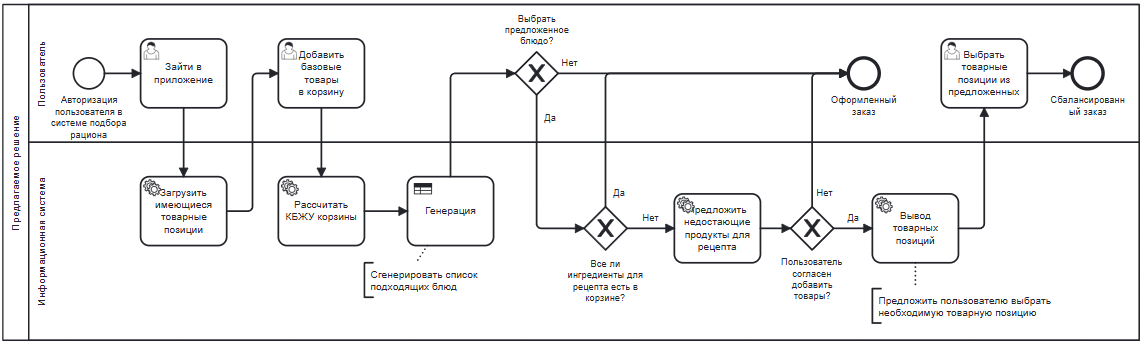 Предлагаемое решение
Пользователь
Информационная система
Авторизация
пользователя в
системе подбора
рациона
Зайти в
приложение
Загрузить
имеющиеся
товарные
позиции
Добавить
базовые
товары
в корзину
Рассчитать
КБЖУ корзины
Генерация
Сгенерировать список
подходящих блюд
Выбрать
предложенное
блюдо?
Нет
Да
Все ли
ингредиенты для
рецепта есть в
корзине?
Да
Нет
Предложить
недостающие
продукты для
рецепта
Пользователь
согласен
добавить
товары?
Нет
Да
Оформленный
заказ
Вывод
товарных
позиций
Предложить пользователю выбрать
необходимую товарную позицию
Выбрать
товарные
позиции из
предложенных
Сбалансированн
ый заказ